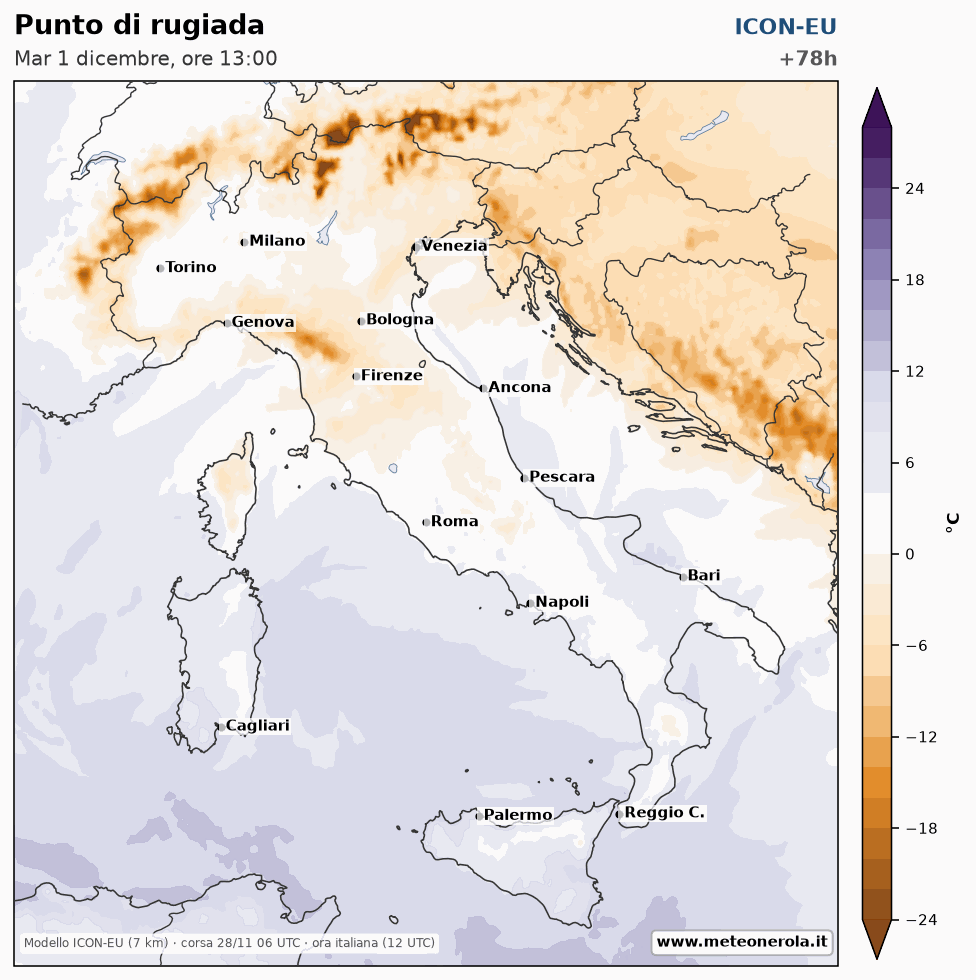 Punto di rugiada
ICON-EU
Mar 1 dicembre, ore 13:00
+78h
Milano
Venezia
Torino
Genova
Bologna
Firenze
Ancona
Pescara
Roma
Bari
Napoli
Cagliari
Palermo
Reggio C.
24
18
12
6
0
−6
−12
−18
−24
°C
Modello ICON-EU (7 km) · corsa 28/11 06 UTC · ora italiana (12 UTC)
www.meteonerola.it